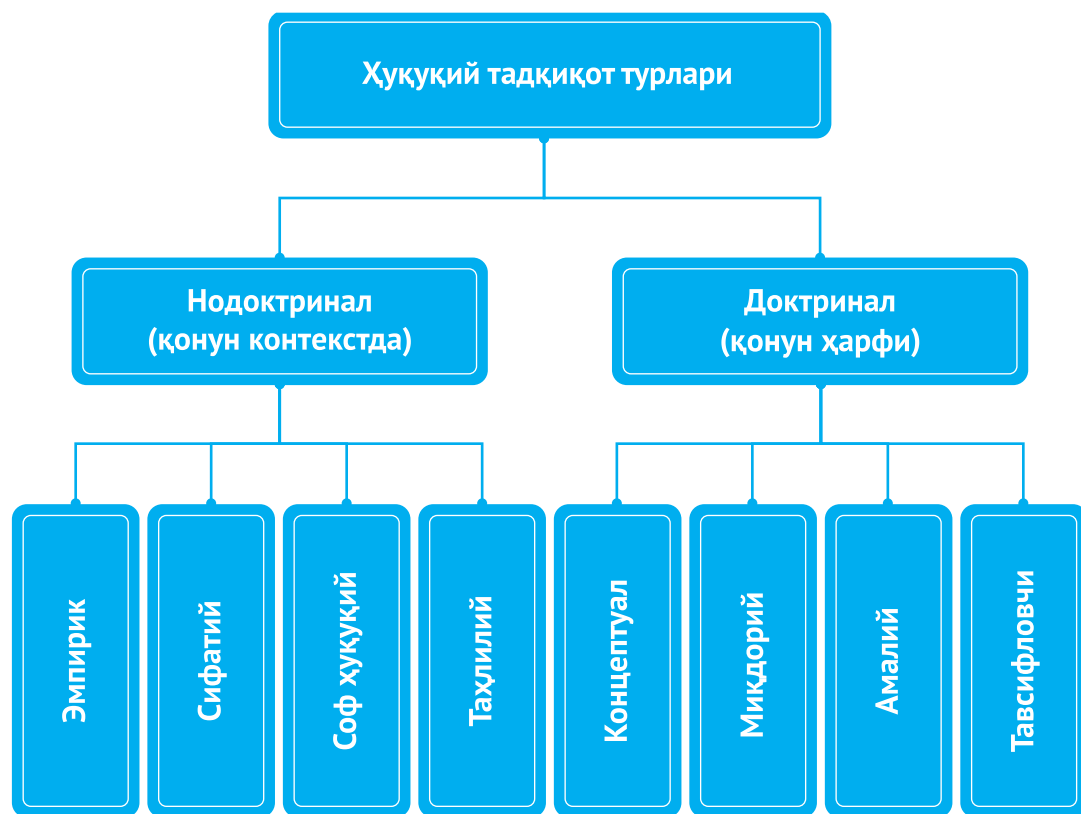 Ҳуқуқий тадқиқот турлари
Нодоктринал
(қонун контекстда)
Доктринал
(қонун ҳарфи)
Эмпирик
Сифатий
Соф ҳуқуқий
Таҳлилий
Концептуал
Миқдорий
Амалий
Тавсифловчи